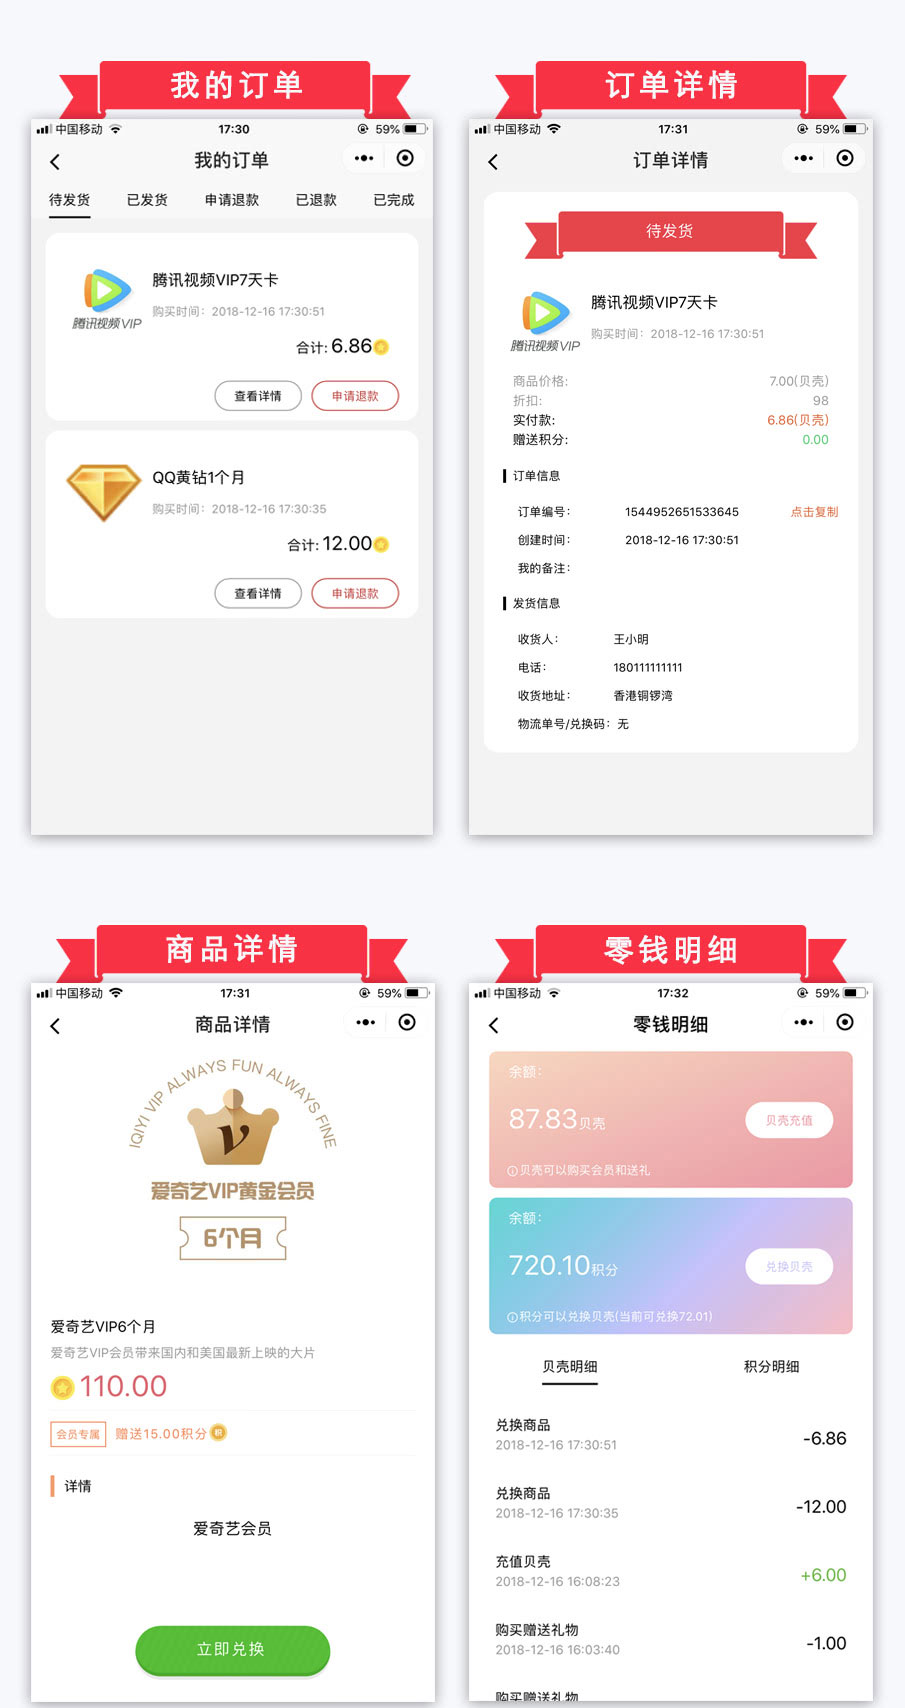 我的订单
中国移动 17:30 59%
我的订单
待发货 已发货 申请退款 已退款 已完成
腾讯视频VIP7天卡
购买时间：2018-12-16 17:30:51
腾讯视频VIP
合计: 6.86
查看详情 申请退款
QQ黄钻1个月
购买时间：2018-12-16 17:30:35
合计: 12.00
查看详情 申请退款
订单详情
中国移动 17:31 59%
订单详情
待发货
腾讯视频VIP7天卡
购买时间：2018-12-16 17:30:51
腾讯视频VIP
商品价格: 7.00(贝壳)
折扣: 98
实付款: 6.86(贝壳)
赠送积分: 0.00
订单信息
订单编号： 1544952651533645 点击复制
创建时间： 2018-12-16 17:30:51
我的备注：
发货信息
收货人： 王小明
电话： 180111111111
收货地址： 香港铜锣湾
物流单号/兑换码：无
商品详情
中国移动 17:31 59%
商品详情
IQIYI VIP ALWAYS FUN ALWAYS FINE
爱奇艺VIP黄金会员
6个月
爱奇艺VIP6个月
爱奇艺VIP会员带来国内和美国最新上映的大片
110.00
会员专属 赠送15.00积分 积
详情
爱奇艺会员
立即兑换
零钱明细
中国移动 17:32 59%
零钱明细
余额：
87.83贝壳 贝壳充值
贝壳可以购买会员和送礼
余额：
720.10积分 兑换贝壳
积分可以兑换贝壳(当前可兑换72.01)
贝壳明细 积分明细
兑换商品
2018-12-16 17:30:51 -6.86
兑换商品
2018-12-16 17:30:35 -12.00
充值贝壳
2018-12-16 16:08:23 +6.00
购买赠送礼物
2018-12-16 16:03:40 -1.00
购买赠送礼物